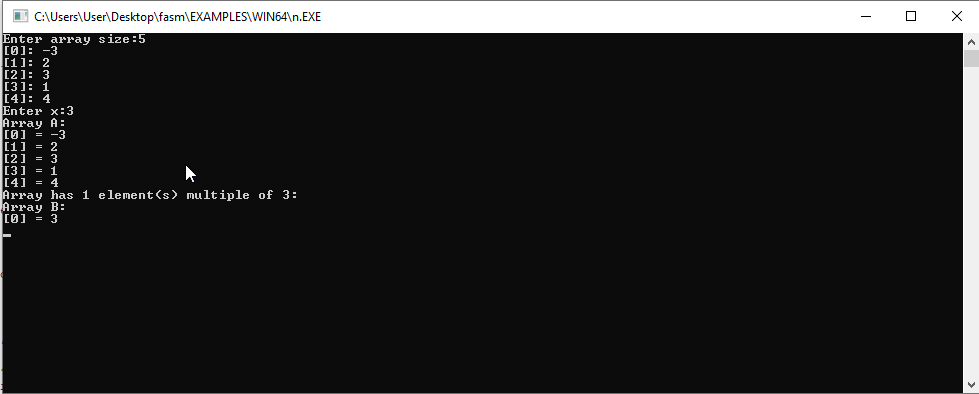 C:\Users\User\Desktop\fasm\EXAMPLES\WIN64\n.EXE
Enter array size:5
[0]: -3
[1]: 2
[2]: 3
[3]: 1
[4]: 4
Enter x:3
Array A:
[0] = -3
[1] = 2
[2] = 3
[3] = 1
[4] = 4
Array has 1 element(s) multiple of 3:
Array B:
[0] = 3